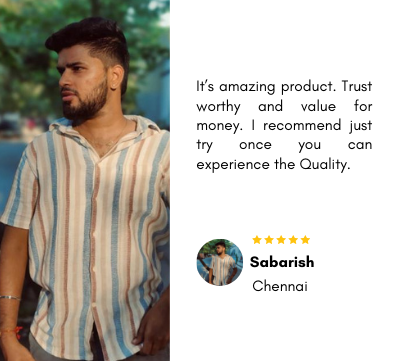 It's amazing product. Trust
worthy and value for
money. I recommend just
try once you can
experience the Quality.
Sabarish
Chennai